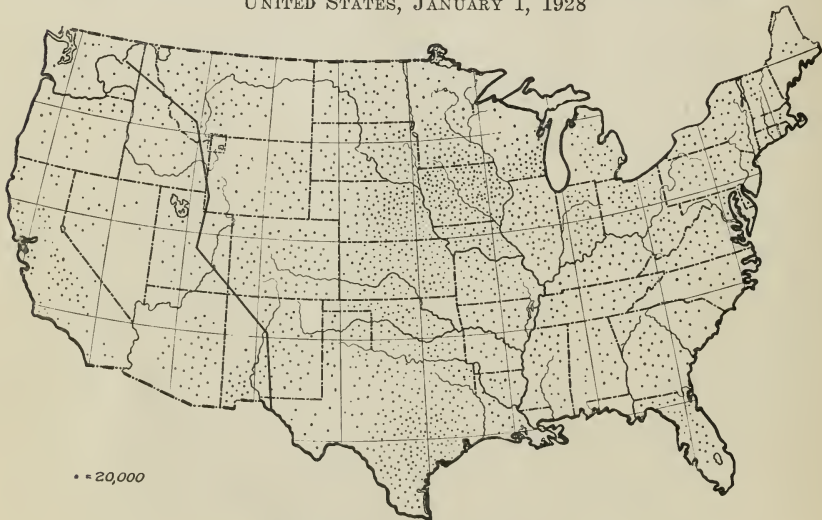 UNITED STATES, JANUARY 1, 1928
• = 20,000